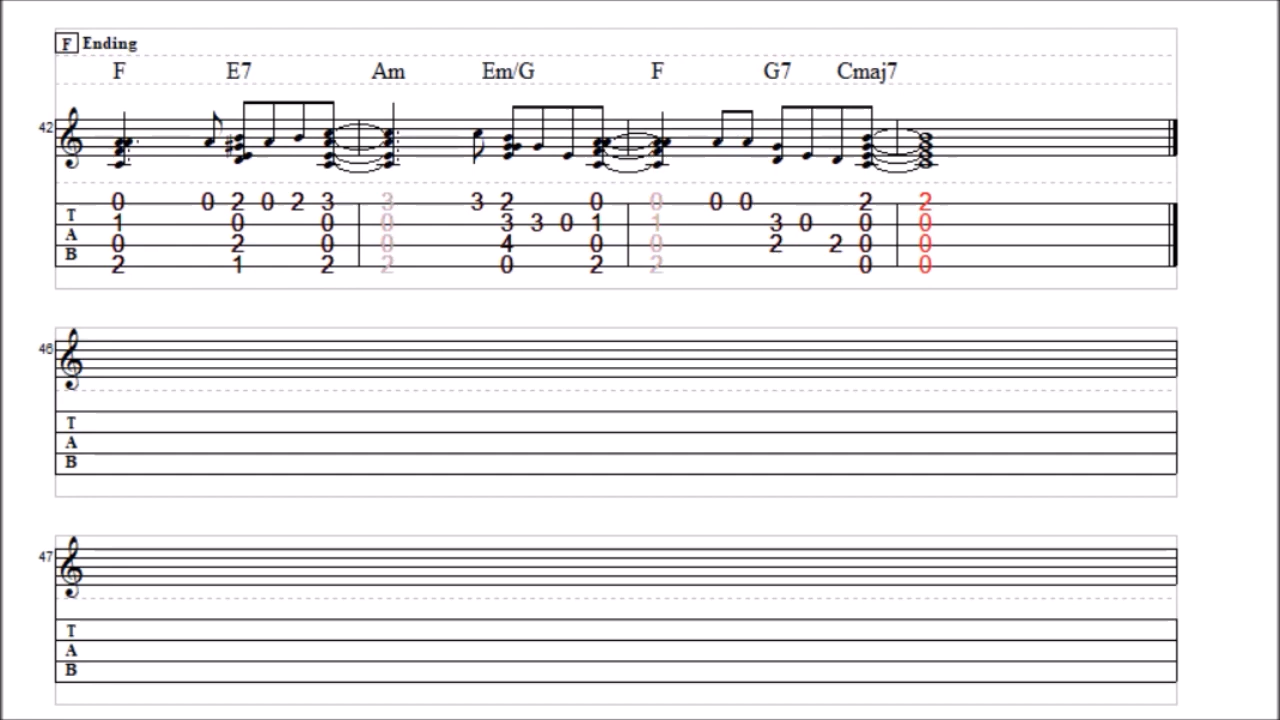 F Ending
F E7 Am Em/G F G7 Cmaj7
42
0 0 2 0 2 3 3 3 2 0 0 0 0 2 2
T 1 0 0 0 3 3 0 1 1 3 0 0 0
A 0 2 0 0 4 0 0 2 2 0 0
B 2 1 2 2 0 2 2 0 0
46
T
A
B
47
T
A
B